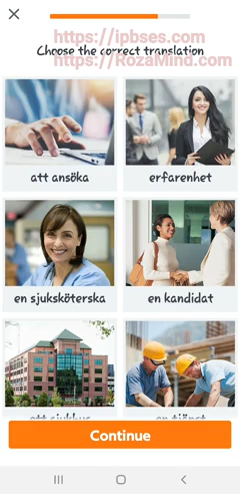 https://ipbses.com
Choose the correct translation
https://RozaMind.com
att ansöka
erfarenhet
en sjuksköterska
en kandidat
Continue